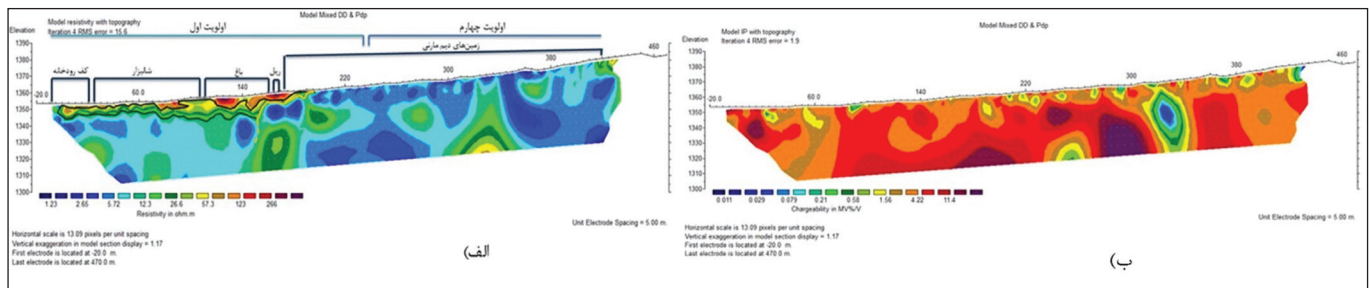 Model Mixed DD & Pdp
Model resistivity with topography
Iteration 4 RMS error = 15.6
اولویت اول
اولویت چهارم
Elevation
زمین‌های دیم مارنی
کف رودخانه
شالیزار
باغ
ریل
1390
1380
1370
1360
1350
1340
1330
1320
1310
1300
-20.0
60.0
140
220
300
380
460
1.23 2.65 5.72 12.3 26.6 57.3 123 266
Resistivity in ohm.m
Unit Electrode Spacing = 5.00 m.
Horizontal scale is 13.09 pixels per unit spacing
Vertical exaggeration in model section display = 1.17
First electrode is located at -20.0 m.
Last electrode is located at 470.0 m.
الف)
Model Mixed DD & Pdp
Model IP with topography
Iteration 4 RMS error = 1.9
Elevation
1390
1380
1370
1360
1350
1340
1330
1320
1310
1300
-20.0
60.0
140
220
300
380
460
0.011 0.029 0.079 0.21 0.58 1.56 4.22 11.4
Chargeability in MV%/V
Unit Electrode Spacing = 5.00 m.
Horizontal scale is 13.09 pixels per unit spacing
Vertical exaggeration in model section display = 1.17
First electrode is located at -20.0 m.
Last electrode is located at 470.0 m.
ب)